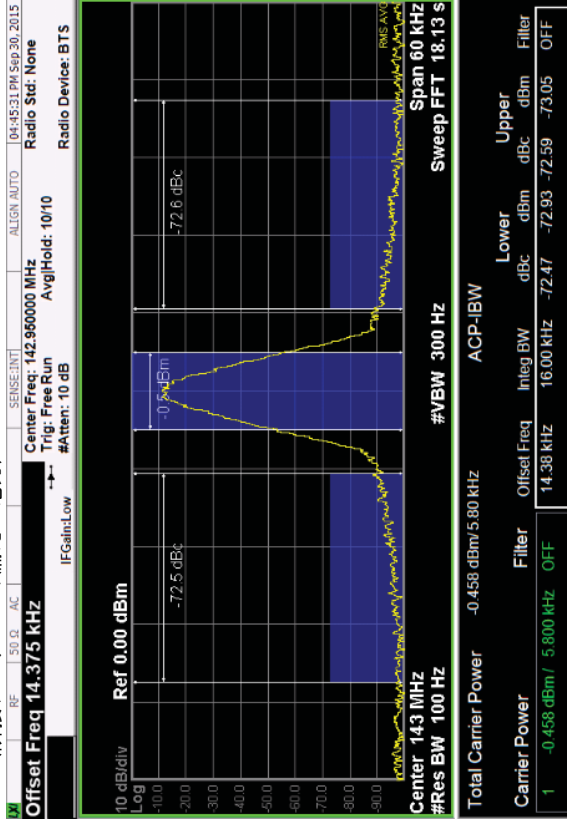 LXI RF 50 Ω AC SENSE:INT ALIGN AUTO 04:45:31 PM Sep 30, 2015
Offset Freq 14.375 kHz
Center Freq: 142.950000 MHz
Radio Std: None
Trig: Free Run
Avg|Hold: 10/10
IFGain:Low
#Atten: 10 dB
Radio Device: BTS
10 dB/div
Ref 0.00 dBm
Log
RMS AVG
-72.5 dBc
-0.5 dBm
-72.6 dBc
-10.0
-20.0
-30.0
-40.0
-50.0
-60.0
-70.0
-80.0
-90.0
Center 143 MHz
Span 60 kHz
#Res BW 100 Hz
#VBW 300 Hz
Sweep FFT 18.13 s
Total Carrier Power -0.458 dBm/ 5.80 kHz ACP-IBW
Lower Upper
Carrier Power Filter Offset Freq Integ BW dBc dBm dBc dBm Filter
1 -0.458 dBm / 5.800 kHz OFF 14.38 kHz 16.00 kHz -72.47 -72.93 -72.59 -73.05 OFF